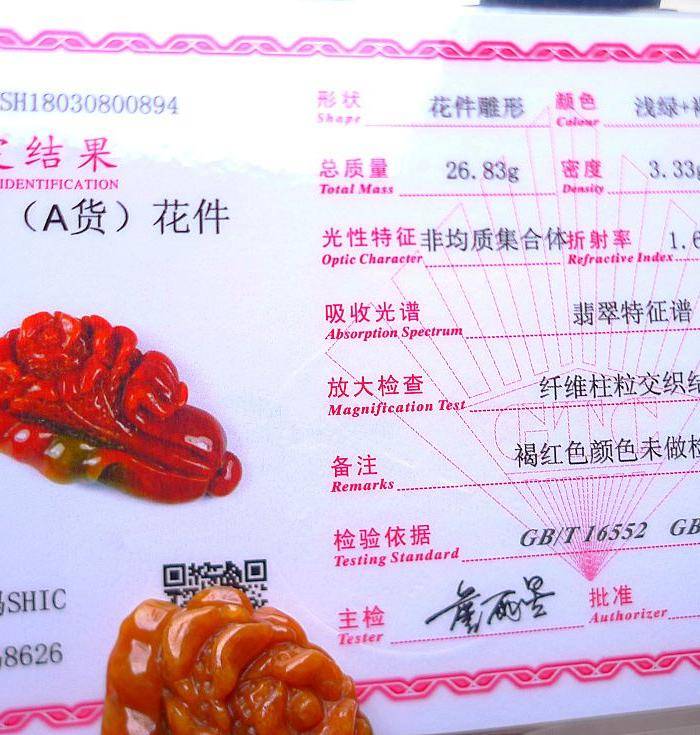 SH18030800894
结果
IDENTIFICATION
（A货）花件
SHIC
8626
形状 花件雕形 颜色 浅绿+
Shape Colour
总质量 26.83g 密度 3.33g
Total Mass Density
光性特征 非均质集合体 折射率 1.6
Optic Character Refractive Index
吸收光谱 翡翠特征谱
Absorption Spectrum
放大检查 纤维柱粒交织结
Magnification Test
GTC
备注 褐红色颜色未做检
Remarks
检验依据 GB/T 16552 GB
Testing Standard
主检 批准
Tester Authorizer